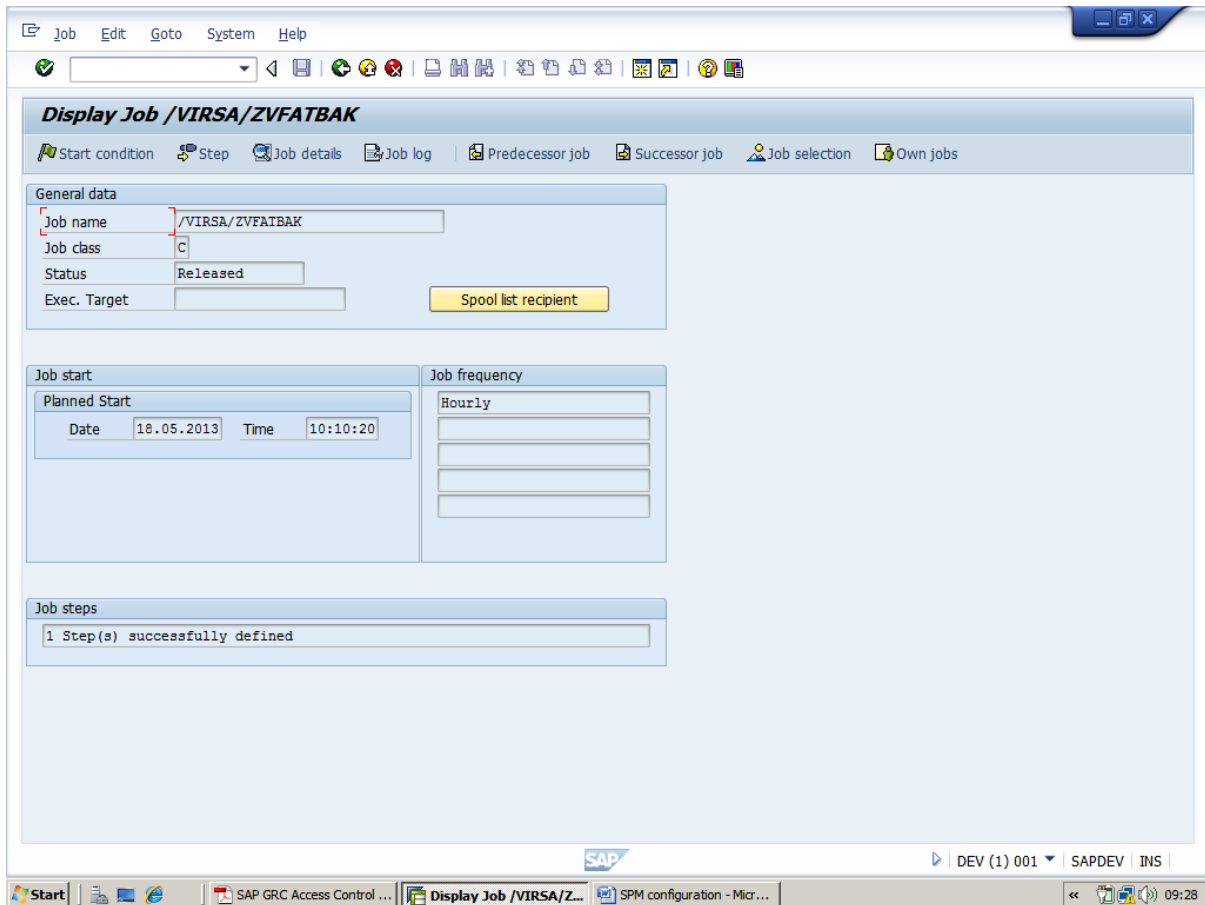 Job Edit Goto System Help
Display Job /VIRSA/ZVFATBAK
Start condition Step Job details Job log Predecessor job Successor job Job selection Own jobs
General data
Job name /VIRSA/ZVFATBAK
Job class C
Status Released
Exec. Target Spool list recipient
Job start Job frequency
Planned Start Hourly
Date 18.05.2013 Time 10:10:20
Job steps
1 Step(s) successfully defined
SAP DEV (1) 001 SAPDEV INS
Start SAP GRC Access Control ... Display Job /VIRSA/Z... SPM configuration - Micr... « 09:28